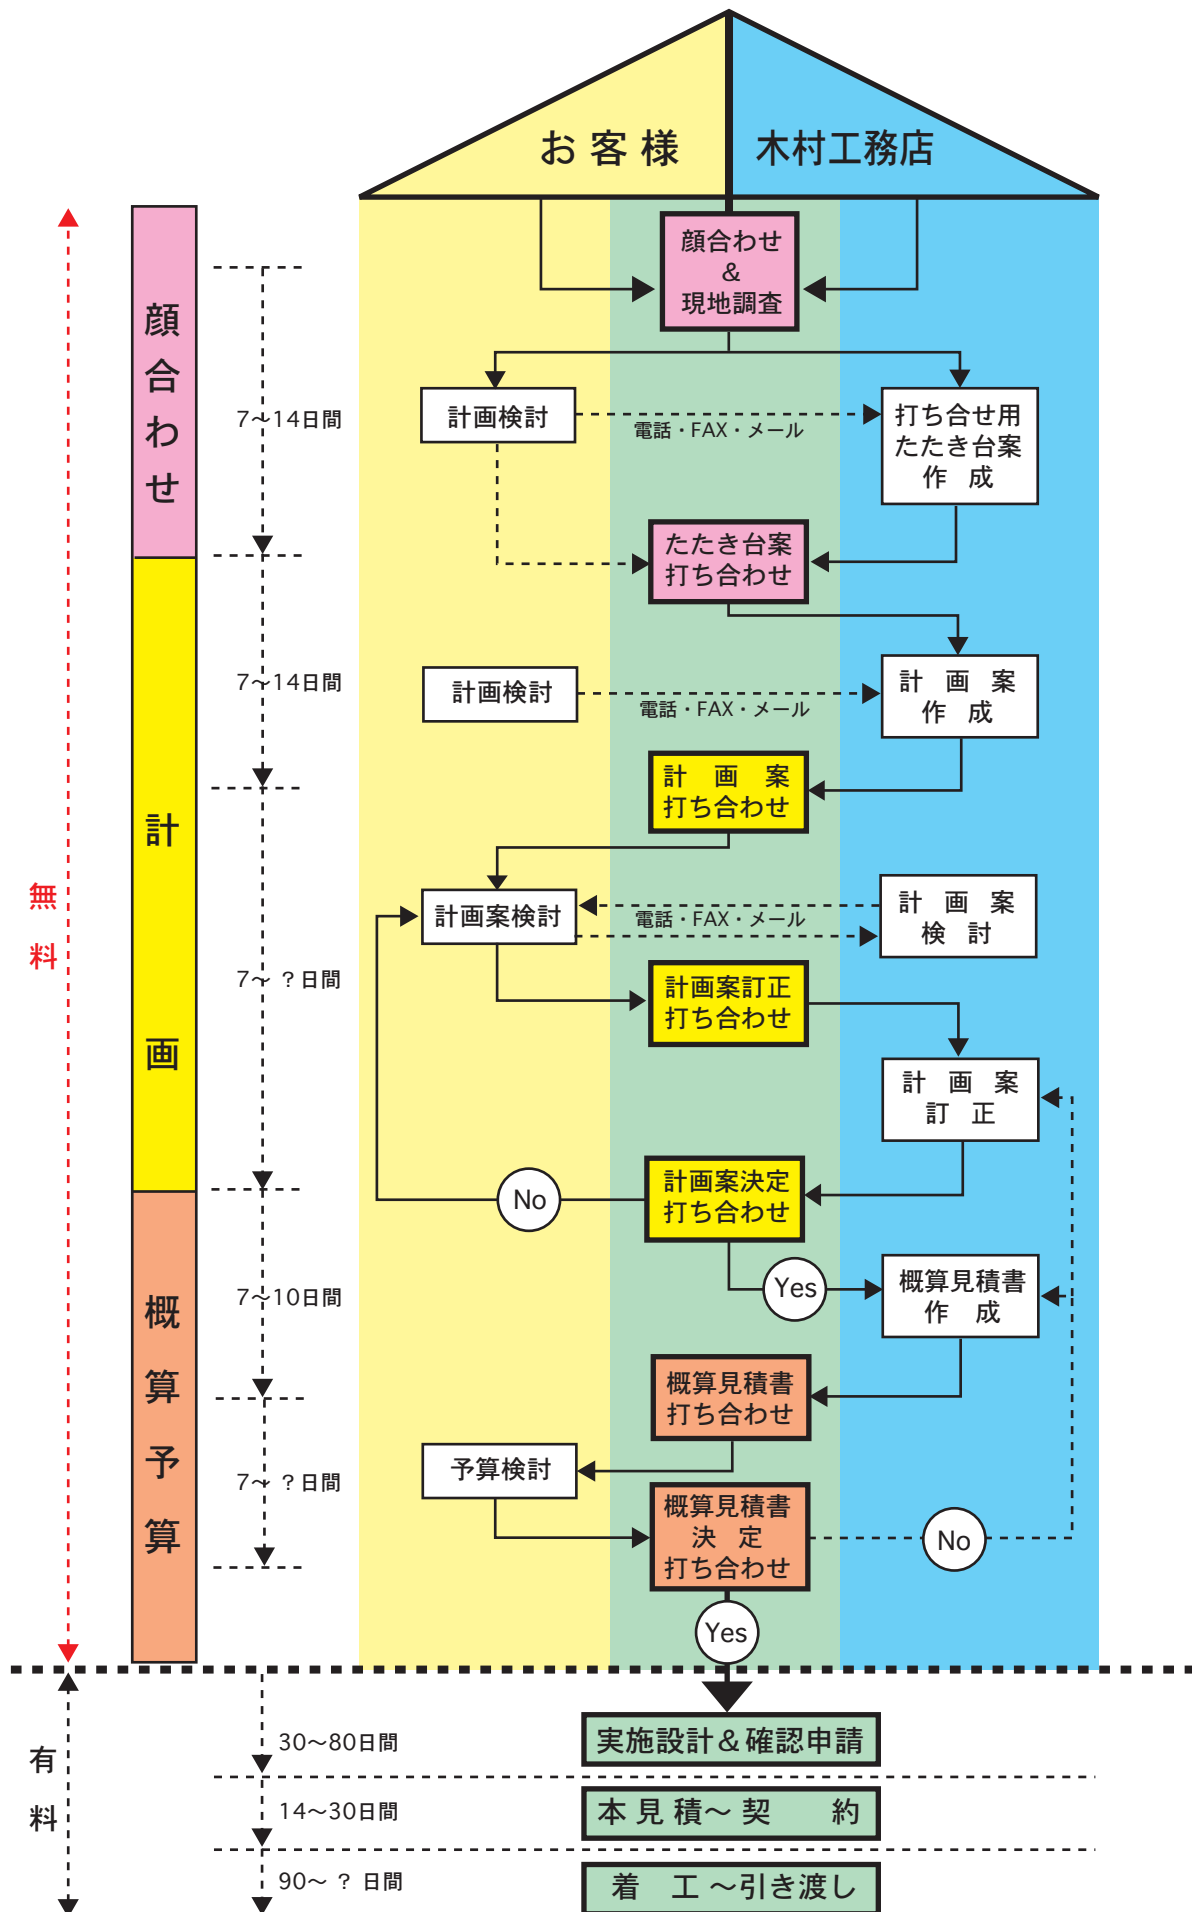 お客様
木村工務店
顔合わせ
&
現地調査
顔合わせ
7〜14日間
計画検討
電話・FAX・メール
打ち合せ用
たたき台案
作 成
たたき台案
打ち合わせ
7〜14日間
計画検討
電話・FAX・メール
計 画 案
作 成
計 画 案
打ち合わせ
計画
無料
7〜 ? 日間
計画案検討
電話・FAX・メール
計 画 案
検 討
計画案訂正
打ち合わせ
計 画 案
訂 正
計画案決定
打ち合わせ
No
Yes
概算予算
7〜10日間
概算見積書
作 成
概算見積書
打ち合わせ
7〜 ? 日間
予算検討
概算見積書
決 定
打ち合わせ
No
Yes
有料
30〜80日間
実施設計&確認申請
14〜30日間
本見積〜契 約
90〜 ? 日間
着 工 〜引き渡し